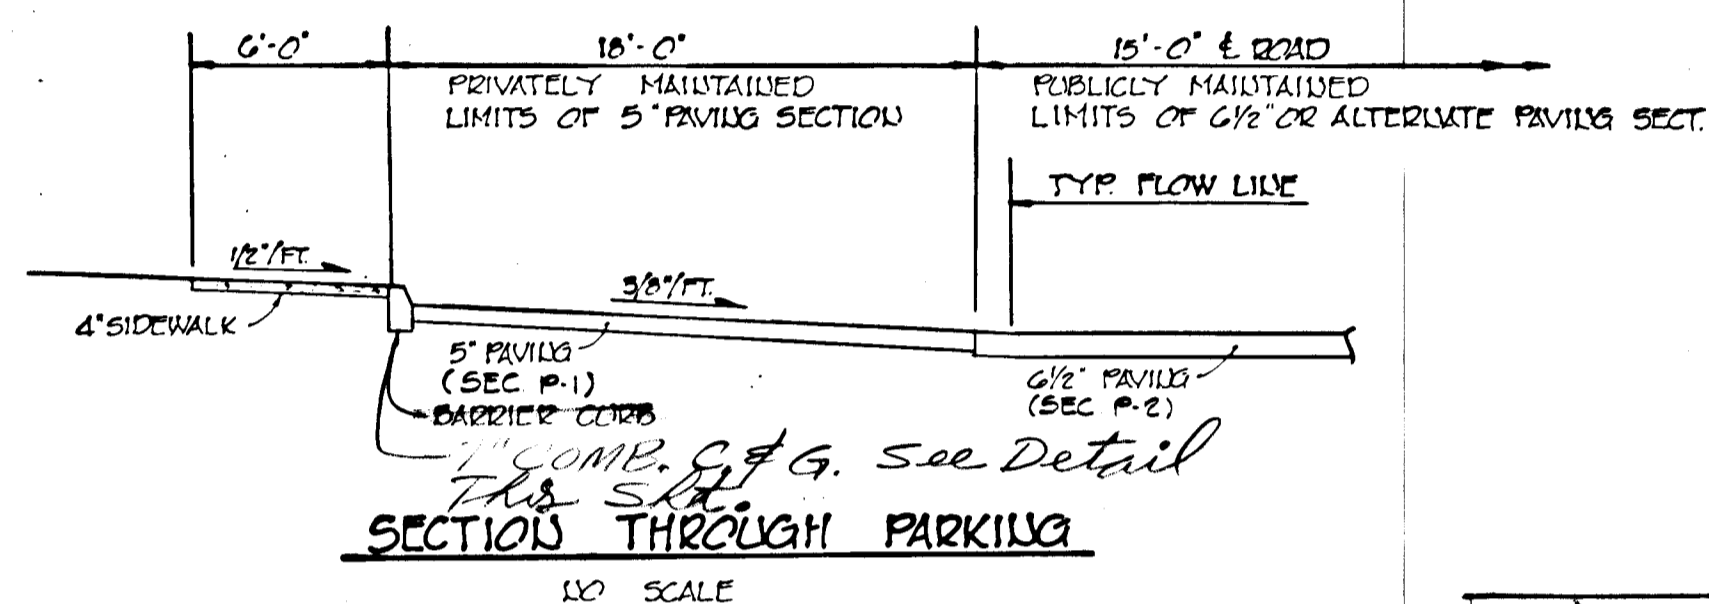 6'-0"
18'-0"
15'-0" ℄ ROAD
PRIVATELY MAINTAINED
LIMITS OF 5" PAVING SECTION
PUBLICLY MAINTAINED
LIMITS OF 6½" OR ALTERNATE PAVING SECT.
TYP. FLOW LINE
1/2"/FT.
3/8"/FT.
4" SIDEWALK
5" PAVING
(SEC. P-1)
6½" PAVING
(SEC. P-2)
BARRIER CURB
7" COMB. C. & G. See Detail
This Sht.
SECTION THROUGH PARKING
NO SCALE